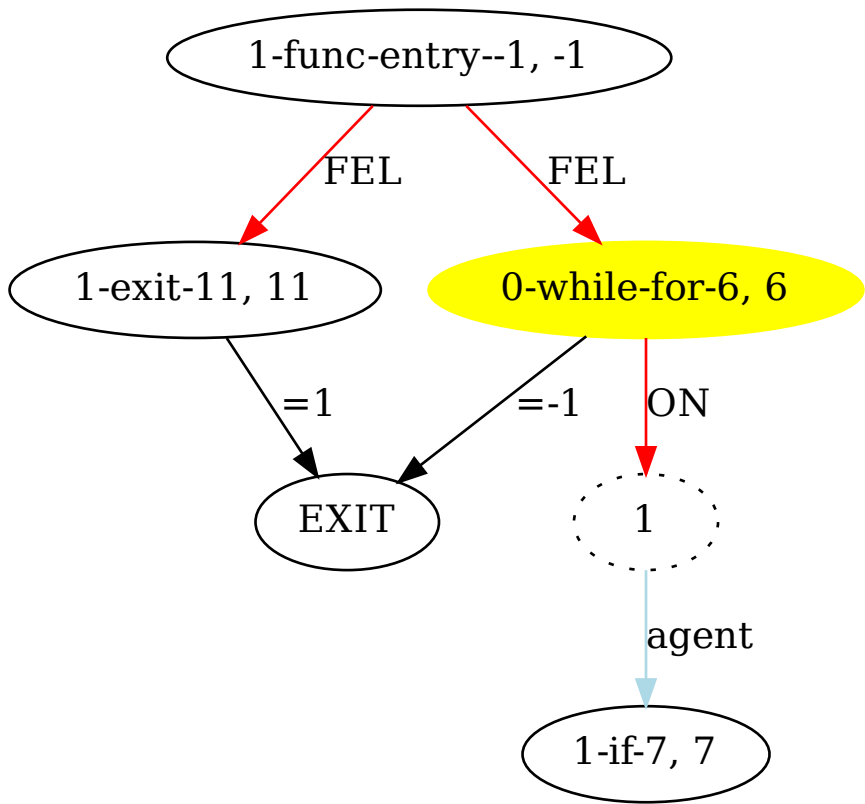 1-func-entry--1, -1
FEL
FEL
1-exit-11, 11
0-while-for-6, 6
=1
=-1
ON
EXIT
1
agent
1-if-7, 7